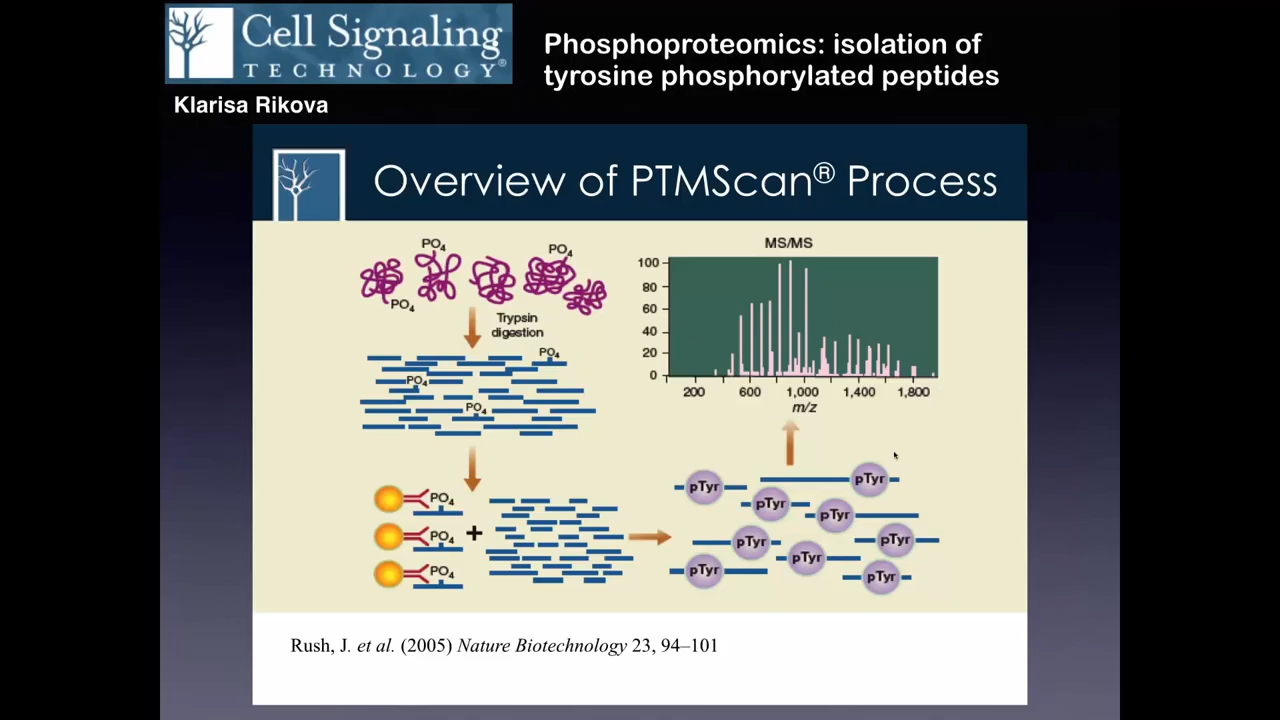 Cell Signaling
TECHNOLOGY®
Phosphoproteomics: isolation of
tyrosine phosphorylated peptides
Klarisa Rikova
Overview of PTMScan® Process
PO4
PO4
PO4
Trypsin
digestion
PO4
PO4
PO4
PO4
PO4
PO4
+
MS/MS
100
80
60
40
20
0
200 600 1,000 1,400 1,800
m/z
pTyr
pTyr
pTyr
pTyr
pTyr
pTyr
pTyr
pTyr
pTyr
Rush, J. et al. (2005) Nature Biotechnology 23, 94–101